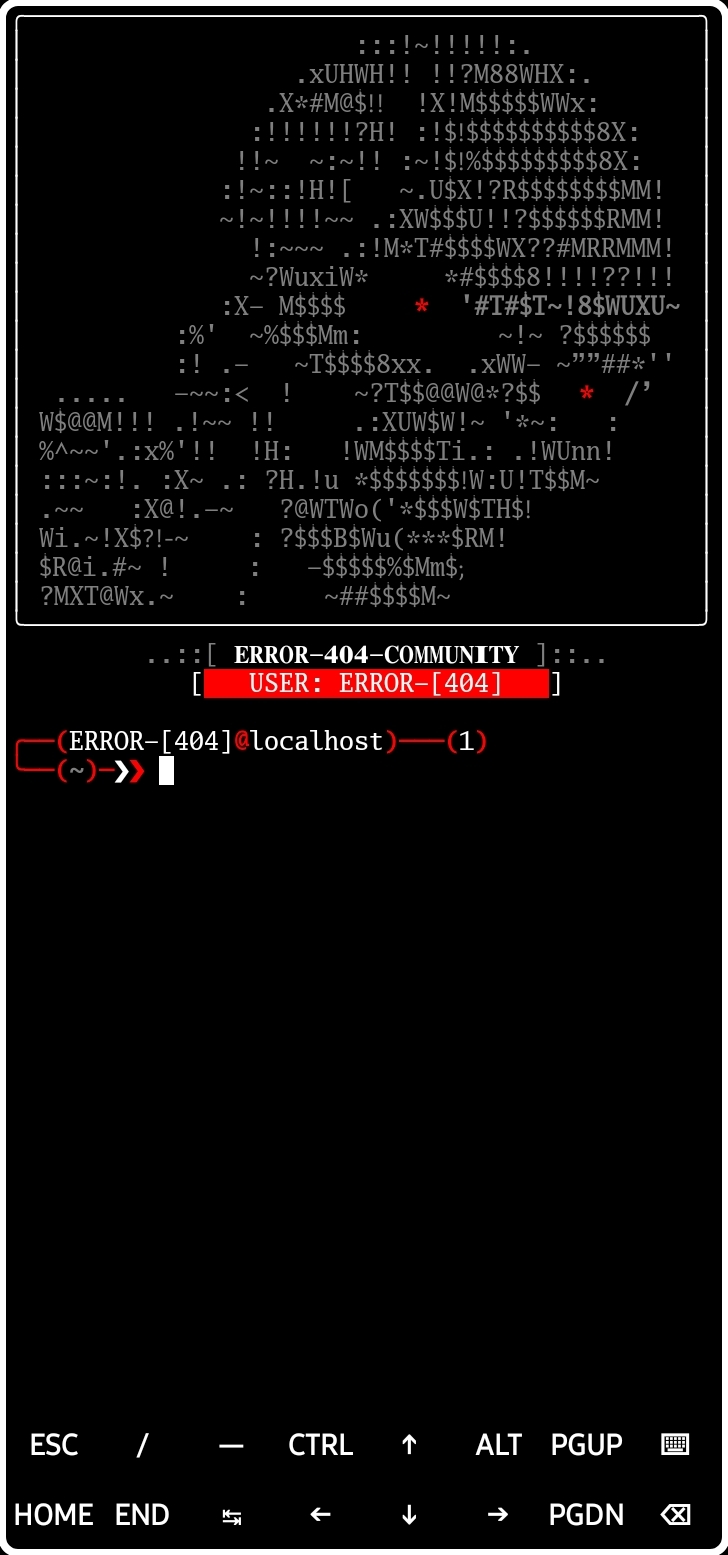 :::!~!!!!!:.
.xUHWH!! !!?M88WHX:.
.X*#M@$!!  !X!M$$$$$WWx:
:!!!!!!?H! :!$!$$$$$$$$$$8X:
!!~  ~:~!! :~!$!%$$$$$$$$$8X:
:!~::!H![   ~.U$X!?R$$$$$$$$MM!
~!~!!!!~~ .:XW$$$U!!?$$$$$$RMM!
!:~~~ .:!M*T#$$$$WX??#MRRMMM!
~?WuxiW*     *#$$$$8!!!!??!!!
:X– M$$$$     *  '#T#$T~!8$WUXU~
:%'  ~%$$$Mm:         ~!~ ?$$$$$$
:! .–   ~T$$$$8xx.  .xWW– ~””##*''
.....   –~~:<  !    ~?T$$@@W@*?$$  * /’
W$@@M!!! .!~~ !!     .:XUW$W!~ '*~:   :
%^~~'.:x%'!!  !H:   !WM$$$$Ti.: .!WUnn!
:::~:!. :X~ .: ?H.!u *$$$$$$$!W:U!T$$M~
.~~   :X@!.–~   ?@WTWo('*$$$W$TH$!
Wi.~!X$?!-~    : ?$$$B$Wu(***$RM!
$R@i.#~ !     :   –$$$$$%$Mm$;
?MXT@Wx.~    :     ~##$$$$M~
..::[ ERROR–404–COMMUNITY ]::..
[ USER: ERROR–[404] ]
╭──(ERROR–[404]@localhost)───(1)
╰──(~)–❯❯
ESC / — CTRL ↑ ALT PGUP ⌨
HOME END ↹ ← ↓ → PGDN ⌫